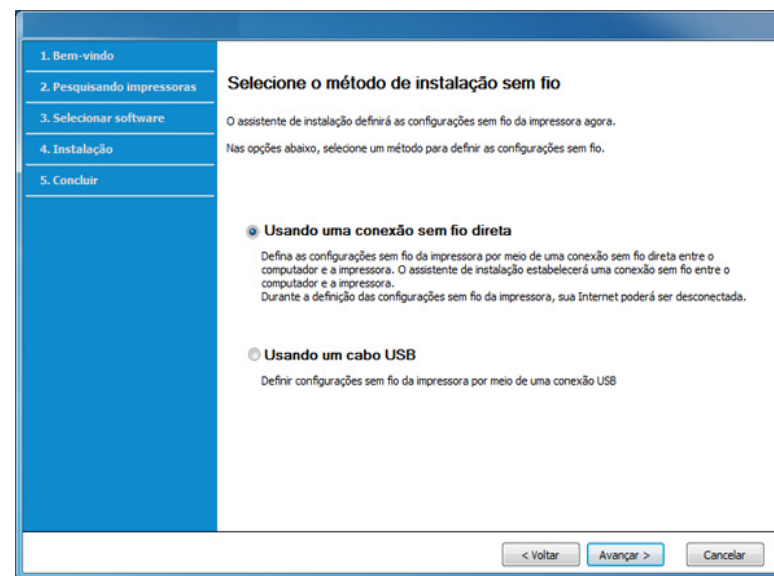 1. Bem-vindo
2. Pesquisando impressoras
3. Selecionar software
4. Instalação
5. Concluir
Selecione o método de instalação sem fio
O assistente de instalação definirá as configurações sem fio da impressora agora.
Nas opções abaixo, selecione um método para definir as configurações sem fio.
Usando uma conexão sem fio direta
Defina as configurações sem fio da impressora por meio de uma conexão sem fio direta entre o
computador e a impressora. O assistente de instalação estabelecerá uma conexão sem fio entre o
computador e a impressora.
Durante a definição das configurações sem fio da impressora, sua Internet poderá ser desconectada.
Usando um cabo USB
Definir configurações sem fio da impressora por meio de uma conexão USB
< Voltar
Avançar >
Cancelar